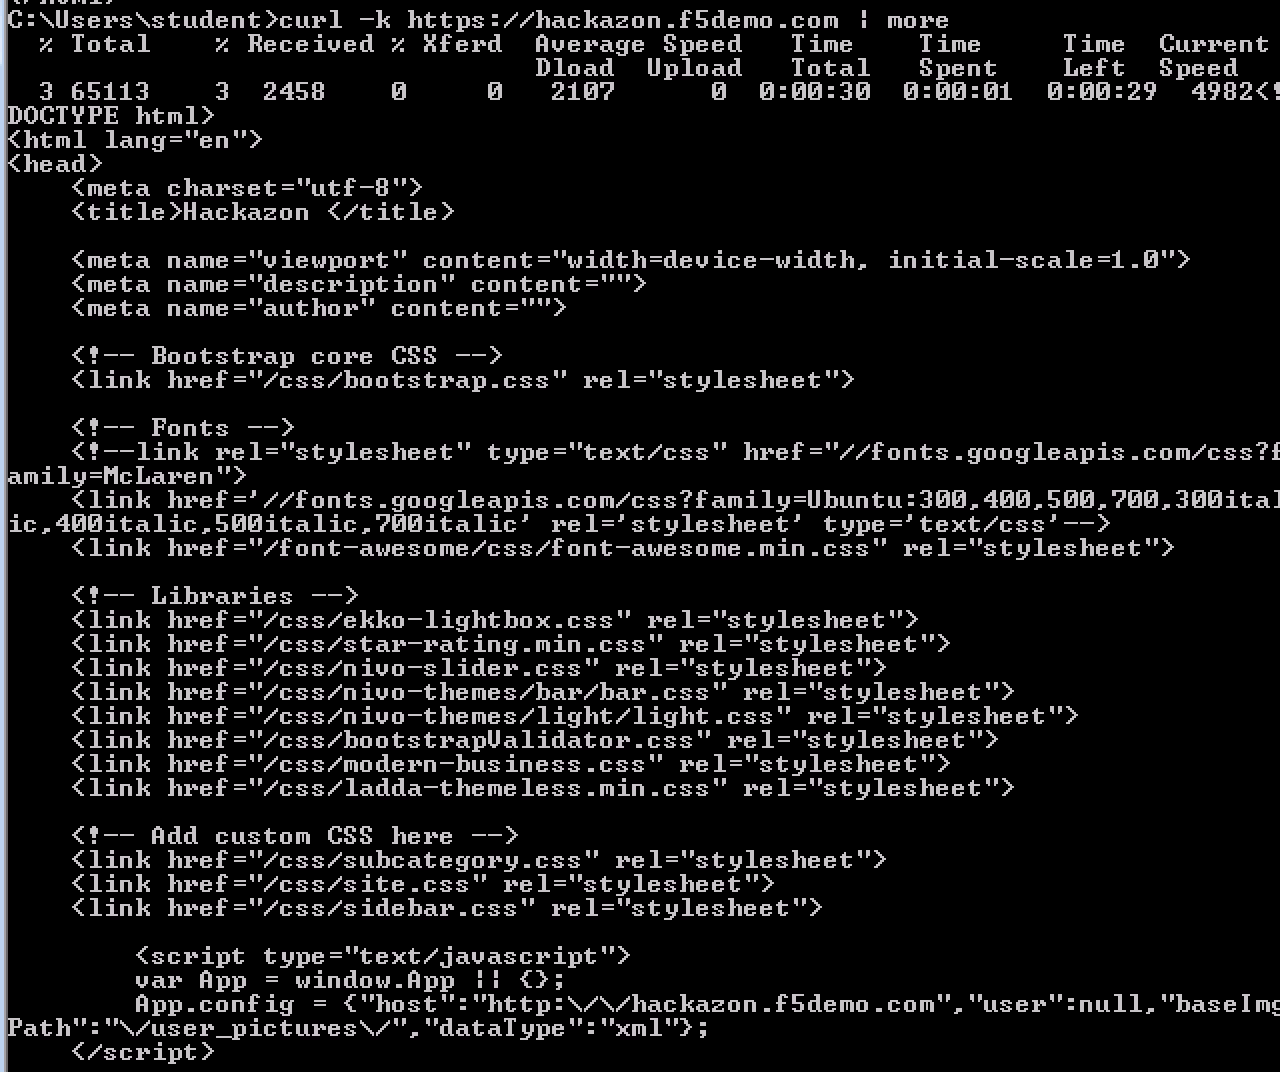 C:\Users\student>curl -k https://hackazon.f5demo.com | more
  % Total    % Received % Xferd  Average Speed   Time    Time     Time  Current
                                 Dload  Upload   Total   Spent    Left  Speed
  3 65113    3  2458    0     0   2107      0  0:00:30  0:00:01  0:00:29  4982<!
DOCTYPE html>
<html lang="en">
<head>
    <meta charset="utf-8">
    <title>Hackazon </title>

    <meta name="viewport" content="width=device-width, initial-scale=1.0">
    <meta name="description" content="">
    <meta name="author" content="">

    <!-- Bootstrap core CSS -->
    <link href="/css/bootstrap.css" rel="stylesheet">

    <!-- Fonts -->
    <!--link rel="stylesheet" type="text/css" href="//fonts.googleapis.com/css?f
amily=McLaren">
    <link href='//fonts.googleapis.com/css?family=Ubuntu:300,400,500,700,300ital
ic,400italic,500italic,700italic' rel='stylesheet' type='text/css'-->
    <link href="/font-awesome/css/font-awesome.min.css" rel="stylesheet">

    <!-- Libraries -->
    <link href="/css/ekko-lightbox.css" rel="stylesheet">
    <link href="/css/star-rating.min.css" rel="stylesheet">
    <link href="/css/nivo-slider.css" rel="stylesheet">
    <link href="/css/nivo-themes/bar/bar.css" rel="stylesheet">
    <link href="/css/nivo-themes/light/light.css" rel="stylesheet">
    <link href="/css/bootstrapValidator.css" rel="stylesheet">
    <link href="/css/modern-business.css" rel="stylesheet">
    <link href="/css/ladda-themeless.min.css" rel="stylesheet">

    <!-- Add custom CSS here -->
    <link href="/css/subcategory.css" rel="stylesheet">
    <link href="/css/site.css" rel="stylesheet">
    <link href="/css/sidebar.css" rel="stylesheet">

        <script type="text/javascript">
        var App = window.App || {};
        App.config = {"host":"http:\/\/hackazon.f5demo.com","user":null,"baseImg
Path":"\/user_pictures\/","dataType":"xml"};
    </script>